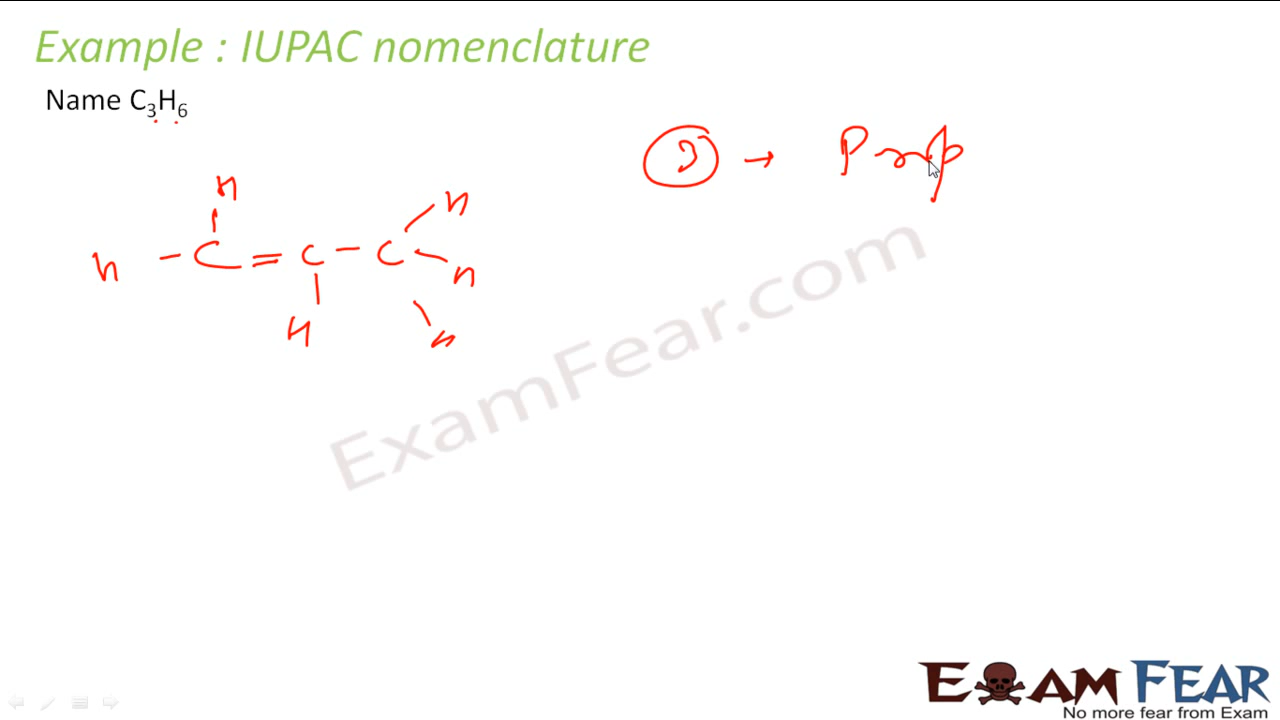 Example : IUPAC nomenclature
Name C₃H₆
3 → Prop
H
H - C = C - C H
H
H
H
ExamFear.com
EXAM FEAR
No more fear from Exam